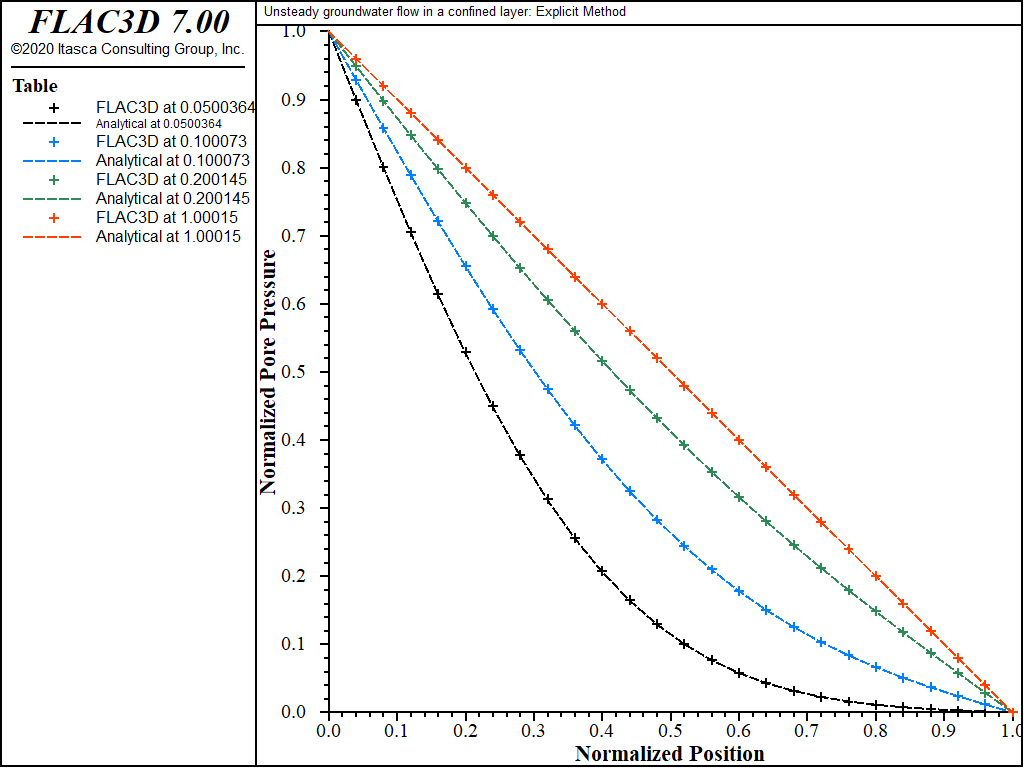 FLAC3D 7.00
©2020 Itasca Consulting Group, Inc.
Table
FLAC3D at 0.0500364
Analytical at 0.0500364
FLAC3D at 0.100073
Analytical at 0.100073
FLAC3D at 0.200145
Analytical at 0.200145
FLAC3D at 1.00015
Analytical at 1.00015
Unsteady groundwater flow in a confined layer: Explicit Method
Normalized Pore Pressure
1.0
0.9
0.8
0.7
0.6
0.5
0.4
0.3
0.2
0.1
0.0
0.0 0.1 0.2 0.3 0.4 0.5 0.6 0.7 0.8 0.9 1.0
Normalized Position